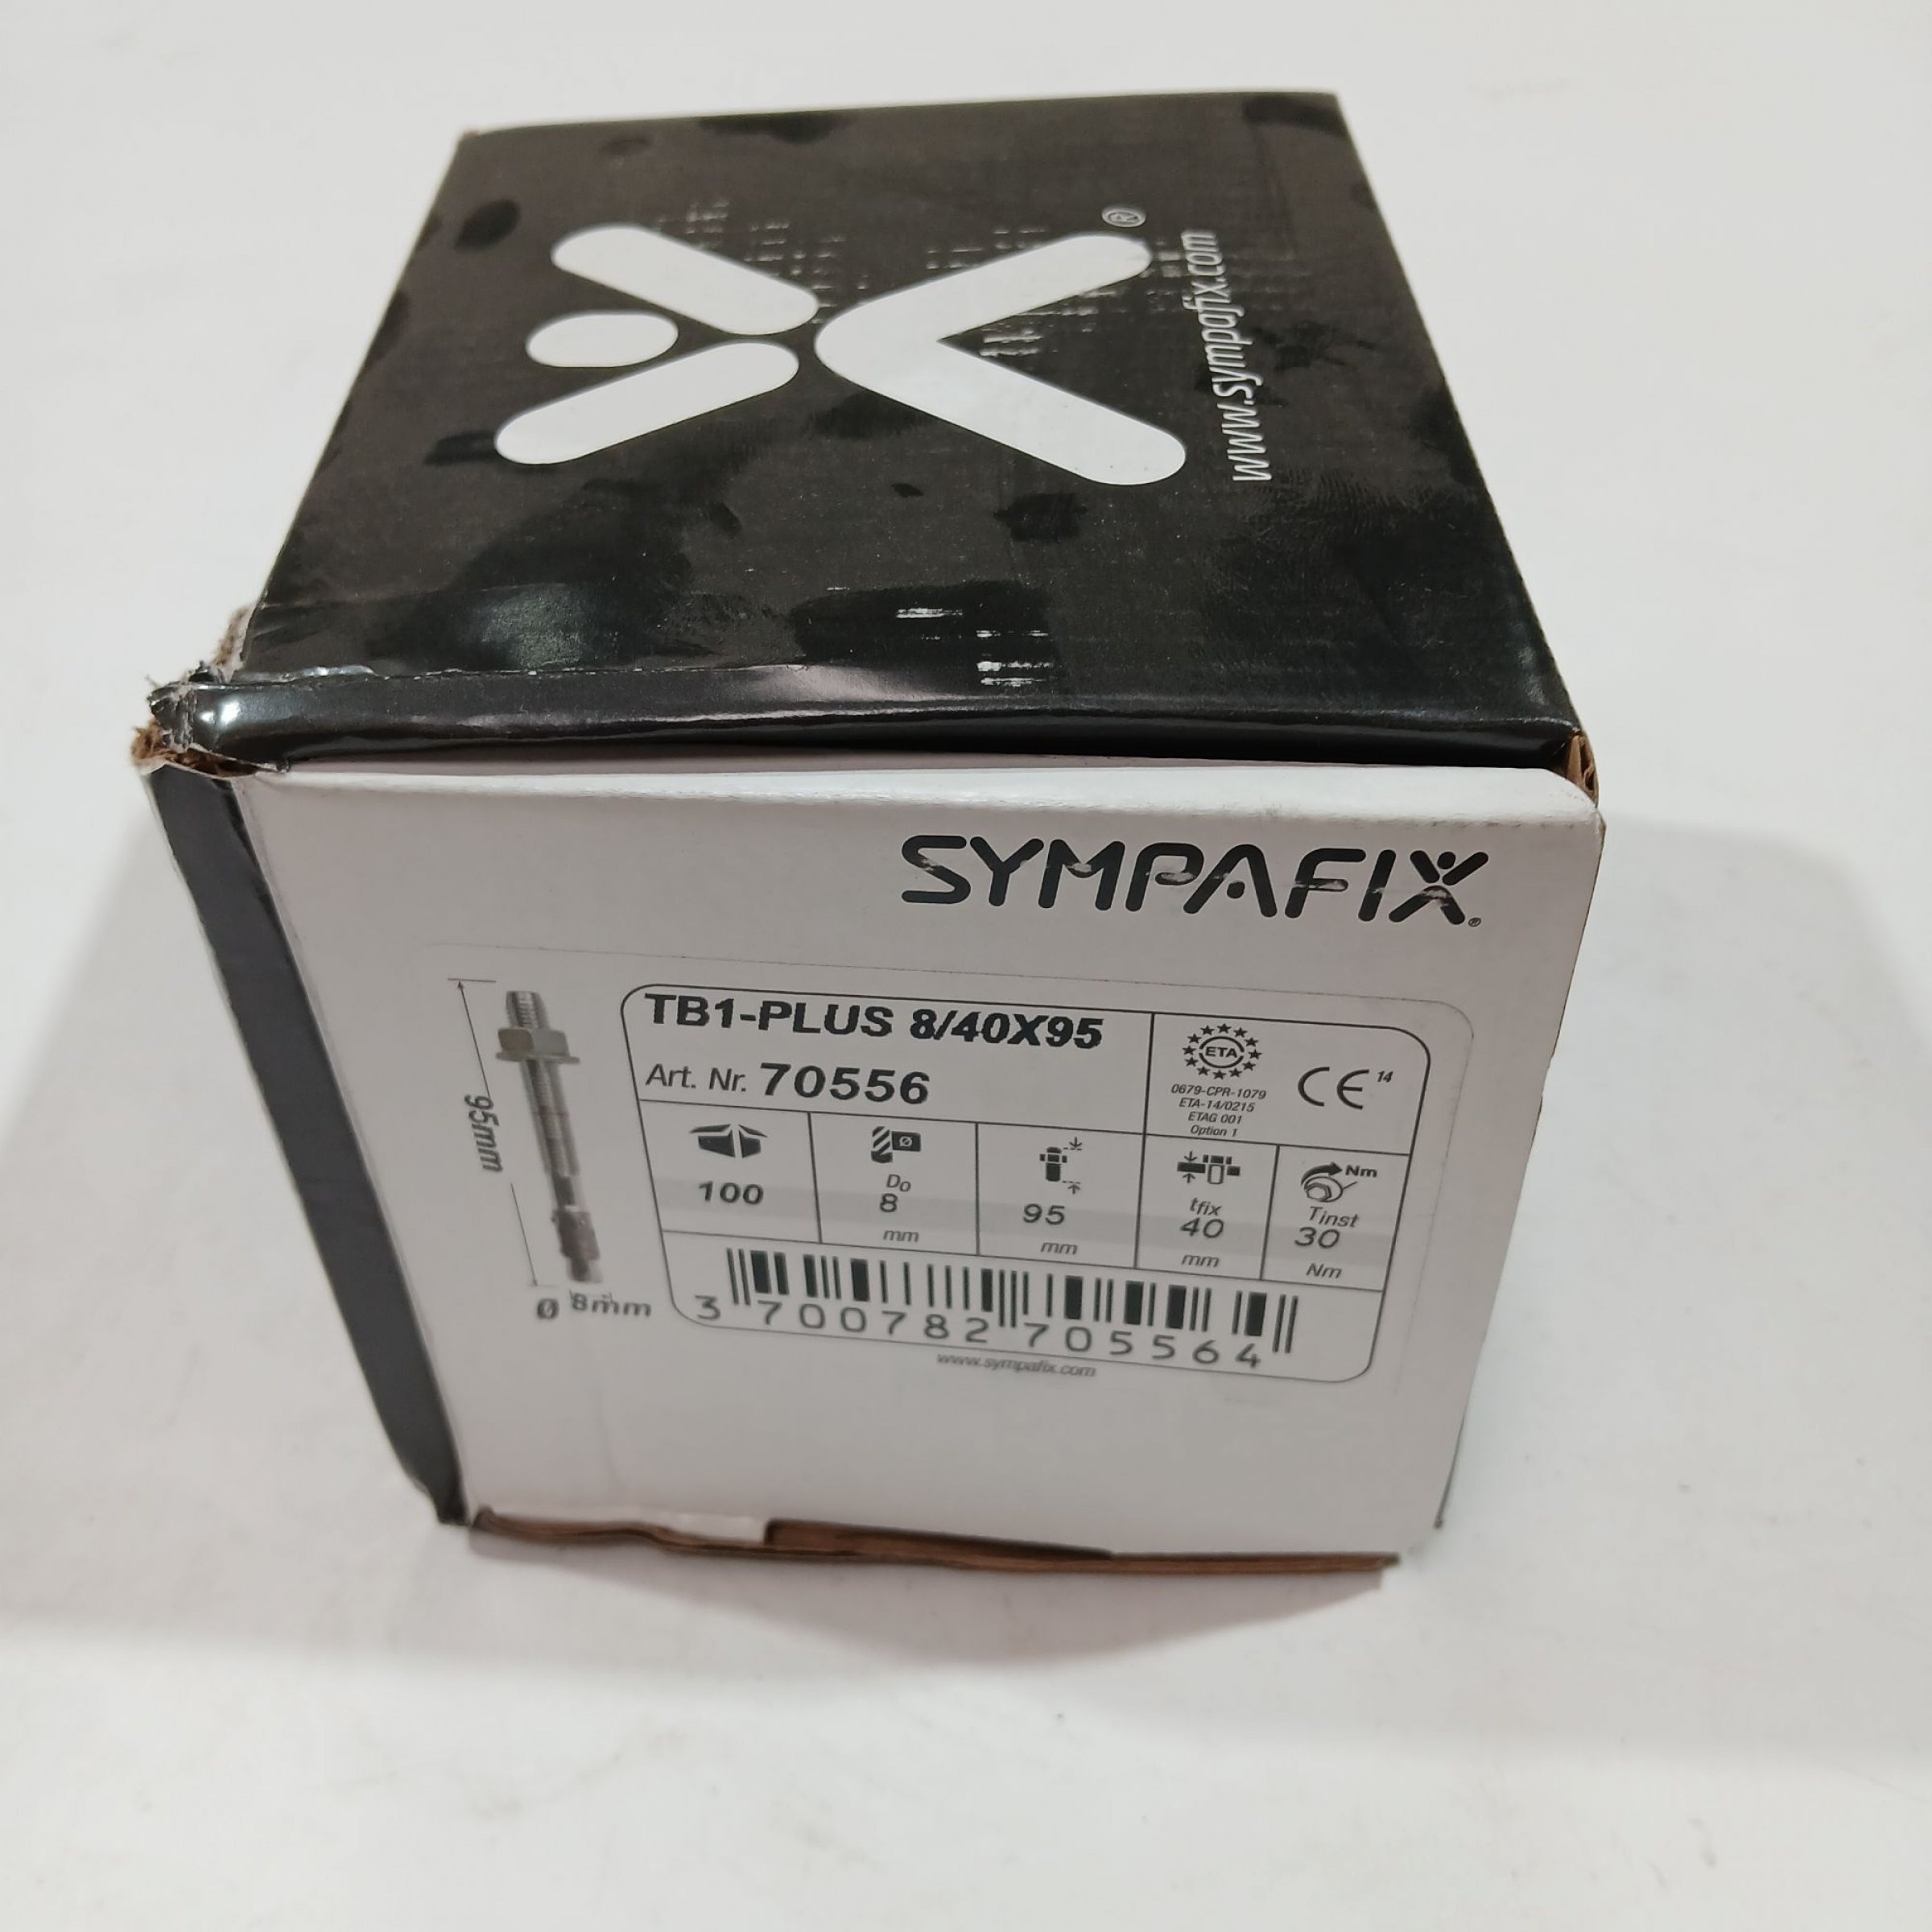 ®
www.sympafix.com
SYMPAFIX®
TB1-PLUS 8/40X95
Art. Nr. 70556
ETA
0679-CPR-1079
ETA-14/0215
ETAG 001
Option 1
CE 14
95mm
Ø 8mm
100
Ø
Do
8
mm
95
mm
tfix
40
mm
Nm
Tinst
30
Nm
3 700782 705564
www.sympafix.com